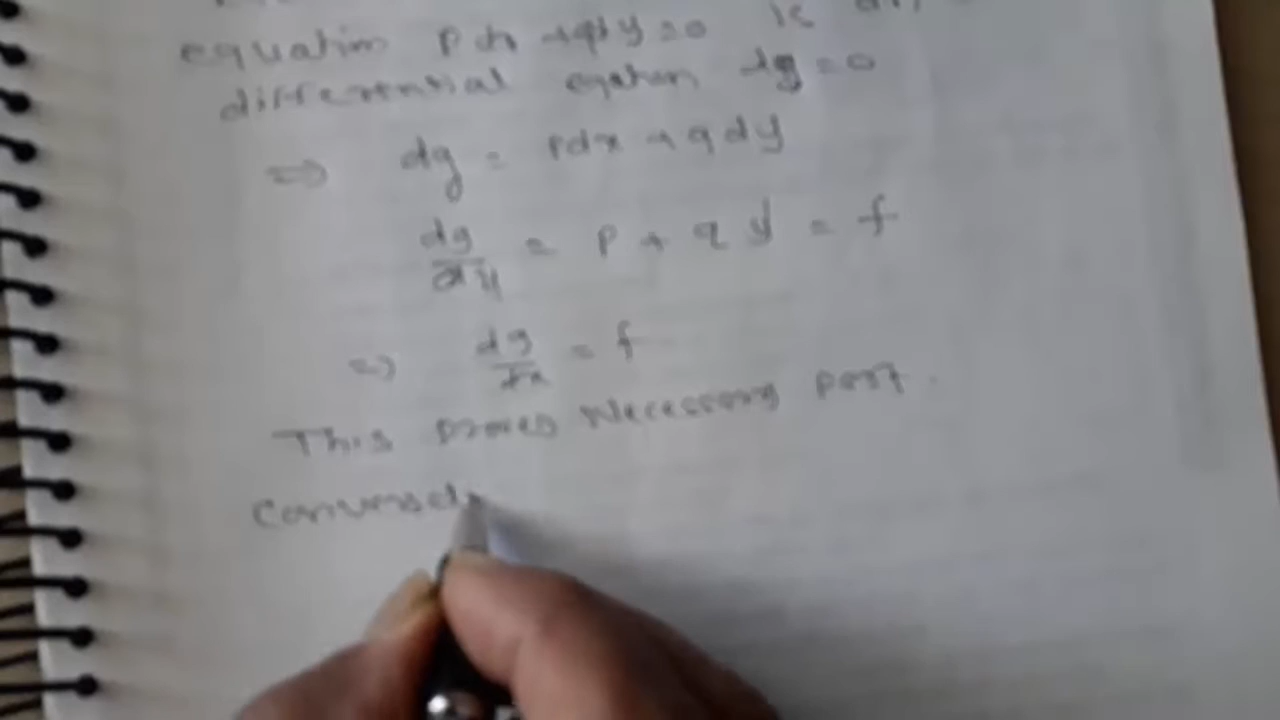 equation Pdx + qdy = 0 is
differential equation dg = 0
⇒ dg = Pdx + q dy
dg/dx = P + q y' = f
⇒ dg/dx = f
This proves Necessary part.
Conversely